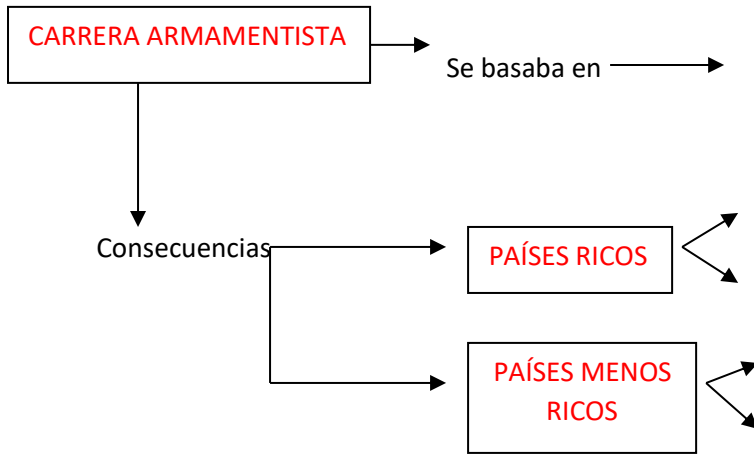 CARRERA ARMAMENTISTA
Se basaba en
Consecuencias
PAÍSES RICOS
PAÍSES MENOS
RICOS